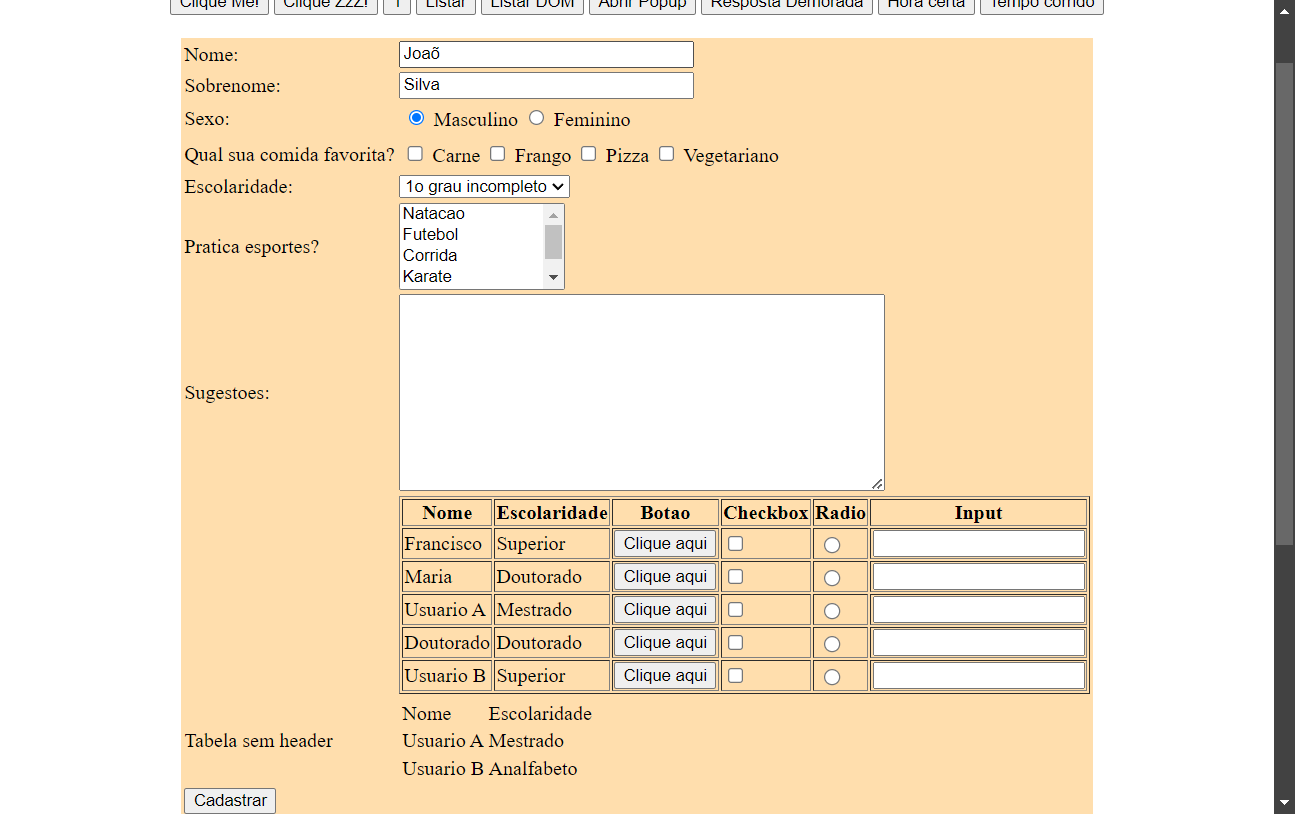 Clique Me! Clique ZzZ! Listar Listar DOM Abrir Popup Resposta Demorada Hora certa Tempo corrido
Nome: Joaõ
Sobrenome: Silva
Sexo: Masculino Feminino
Qual sua comida favorita? Carne Frango Pizza Vegetariano
Escolaridade: 1o grau incompleto
Natacao
Futebol
Pratica esportes?
Corrida
Karate
Sugestoes:
Nome Escolaridade Botao Checkbox Radio Input
Francisco Superior Clique aqui
Maria Doutorado Clique aqui
Usuario A Mestrado Clique aqui
Doutorado Doutorado Clique aqui
Usuario B Superior Clique aqui
Nome Escolaridade
Tabela sem header Usuario A Mestrado
Usuario B Analfabeto
Cadastrar